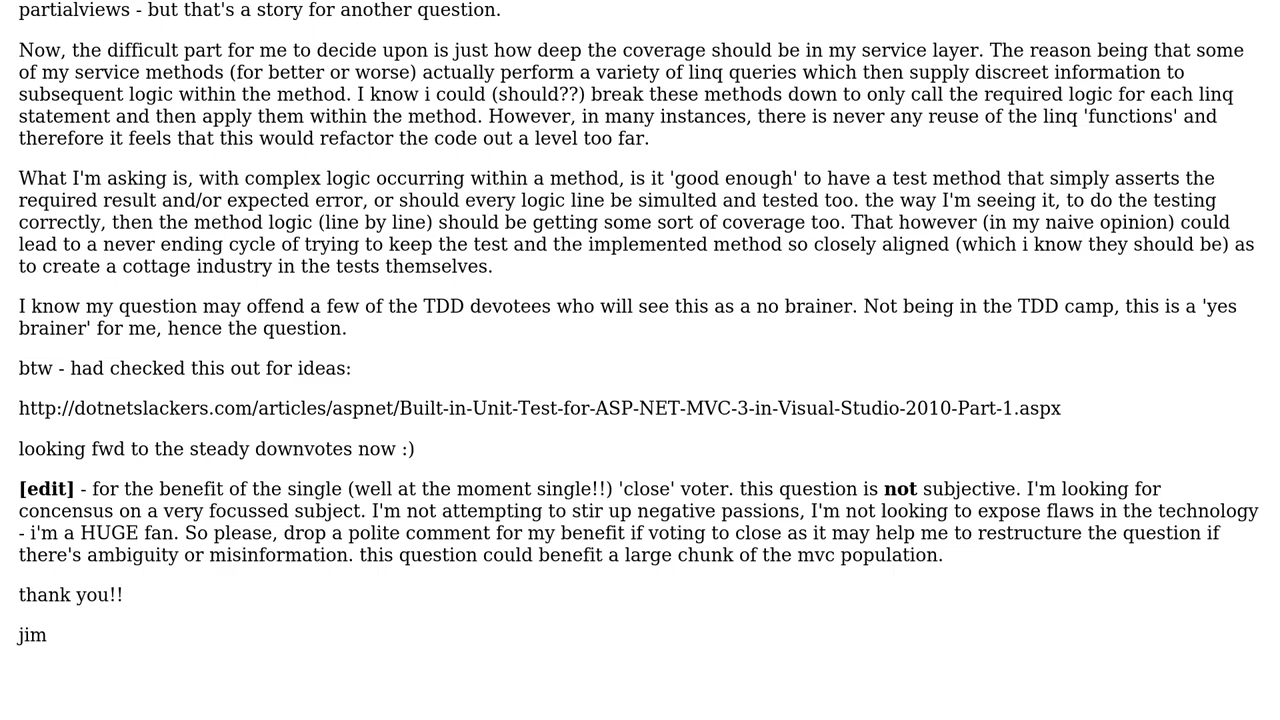 partialviews - but that's a story for another question.
Now, the difficult part for me to decide upon is just how deep the coverage should be in my service layer. The reason being that some
of my service methods (for better or worse) actually perform a variety of linq queries which then supply discreet information to
subsequent logic within the method. I know i could (should??) break these methods down to only call the required logic for each linq
statement and then apply them within the method. However, in many instances, there is never any reuse of the linq 'functions' and
therefore it feels that this would refactor the code out a level too far.
What I'm asking is, with complex logic occurring within a method, is it 'good enough' to have a test method that simply asserts the
required result and/or expected error, or should every logic line be simulted and tested too. the way I'm seeing it, to do the testing
correctly, then the method logic (line by line) should be getting some sort of coverage too. That however (in my naive opinion) could
lead to a never ending cycle of trying to keep the test and the implemented method so closely aligned (which i know they should be) as
to create a cottage industry in the tests themselves.
I know my question may offend a few of the TDD devotees who will see this as a no brainer. Not being in the TDD camp, this is a 'yes
brainer' for me, hence the question.
btw - had checked this out for ideas:
http://dotnetslackers.com/articles/aspnet/Built-in-Unit-Test-for-ASP-NET-MVC-3-in-Visual-Studio-2010-Part-1.aspx
looking fwd to the steady downvotes now :)
[edit] - for the benefit of the single (well at the moment single!!) 'close' voter. this question is not subjective. I'm looking for
concensus on a very focussed subject. I'm not attempting to stir up negative passions, I'm not looking to expose flaws in the technology
- i'm a HUGE fan. So please, drop a polite comment for my benefit if voting to close as it may help me to restructure the question if
there's ambiguity or misinformation. this question could benefit a large chunk of the mvc population.
thank you!!
jim